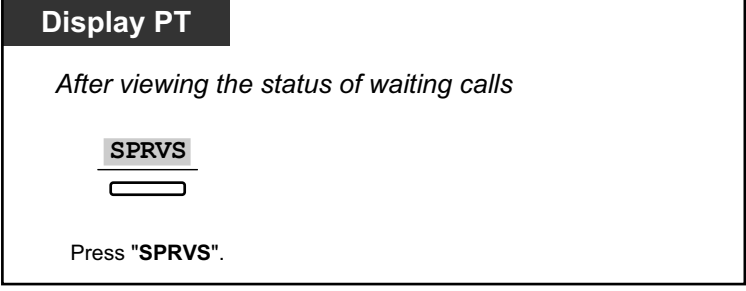 Display PT
After viewing the status of waiting calls
SPRVS
Press "SPRVS".